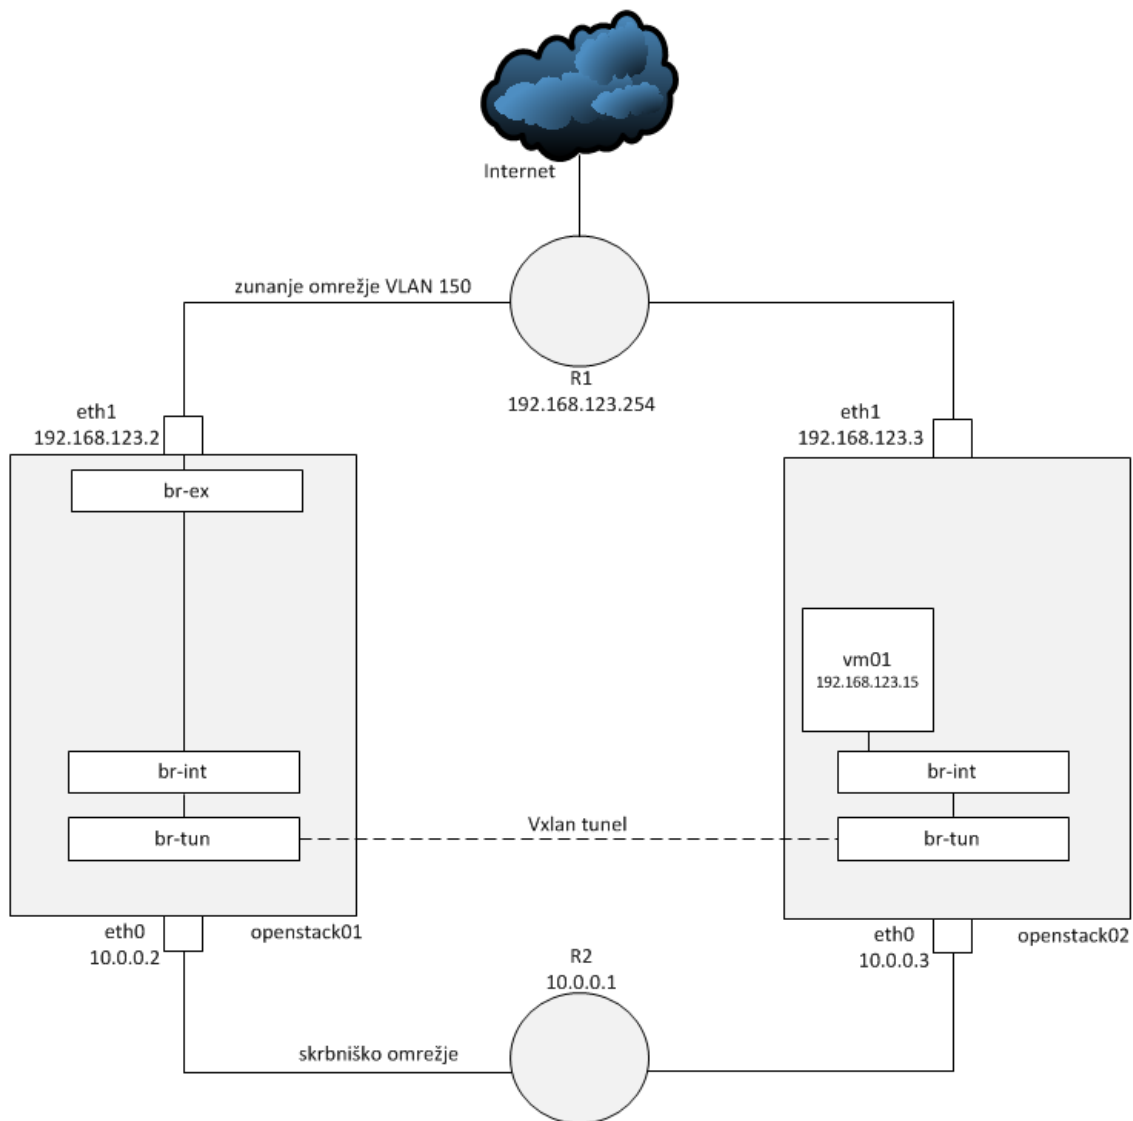 Internet
zunanje omrežje VLAN 150
R1
192.168.123.254
eth1
192.168.123.2
eth1
192.168.123.3
br-ex
vm01
192.168.123.15
br-int
br-int
br-tun
Vxlan tunel
br-tun
eth0
10.0.0.2
openstack01
eth0
10.0.0.3
openstack02
R2
10.0.0.1
skrbniško omrežje